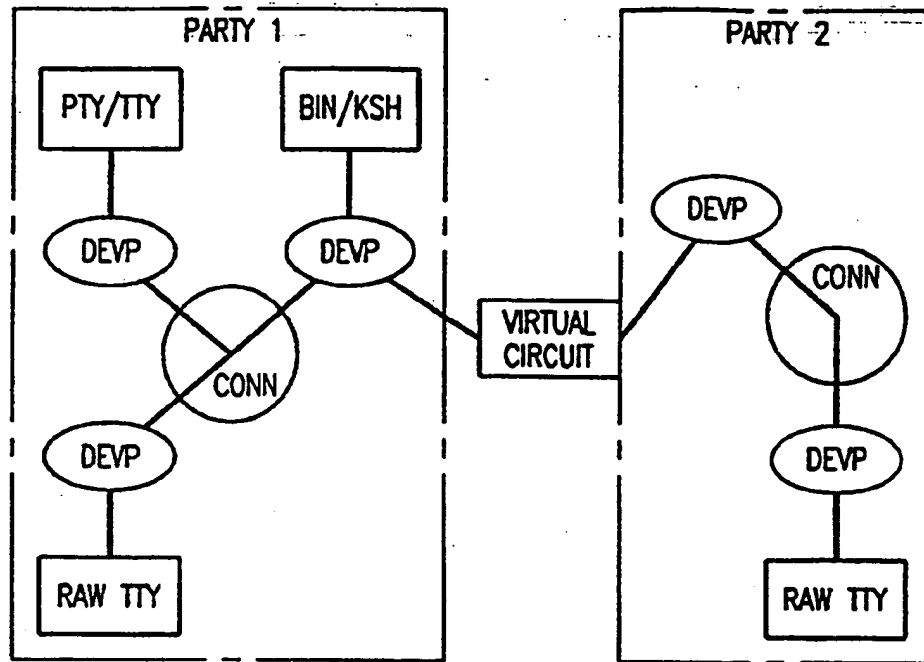 PARTY 1
PARTY 2
PTY/TTY
BIN/KSH
DEVP
DEVP
DEVP
CONN
VIRTUAL
CIRCUIT
CONN
DEVP
DEVP
RAW TTY
RAW TTY